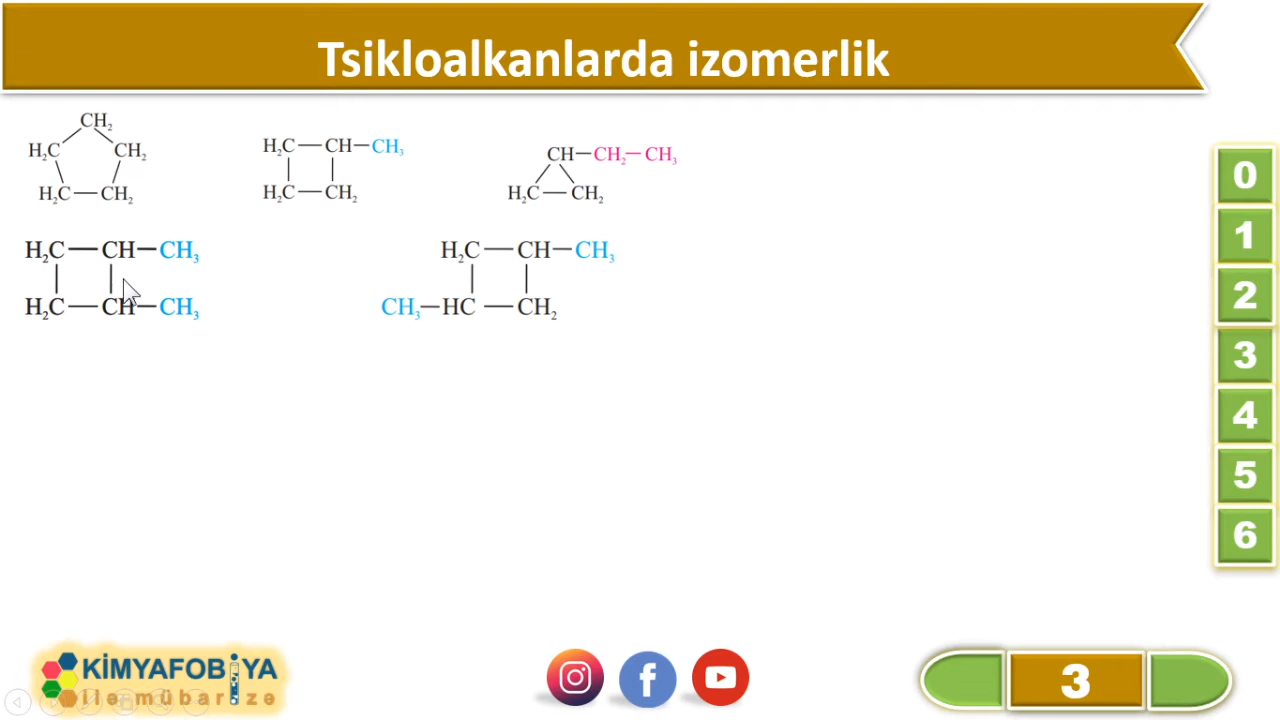 Tsikloalkanlarda izomerlik
CH₂
H₂C CH₂
H₂C — CH₂
H₂C — CH — CH₃
H₂C — CH₂
CH — CH₂ — CH₃
H₂C — CH₂
H₂C — CH — CH₃
H₂C — CH — CH₃
H₂C — CH — CH₃
CH₃ — HC — CH₂
0
1
2
3
4
5
6
KİMYAFOBİYA
ilə mübarizə
3